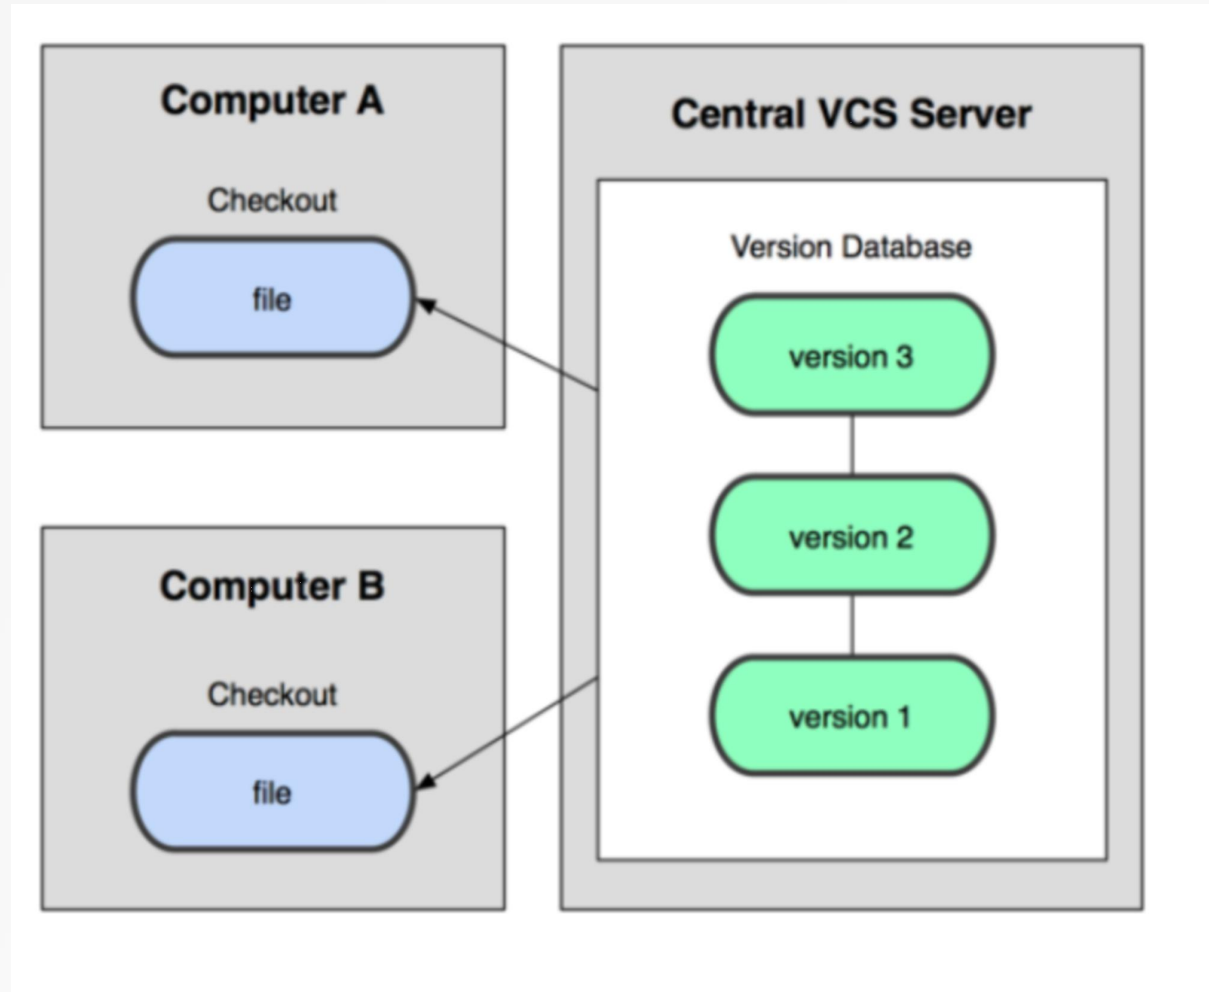 Computer A
Checkout
file
Computer B
Checkout
file
Central VCS Server
Version Database
version 3
version 2
version 1